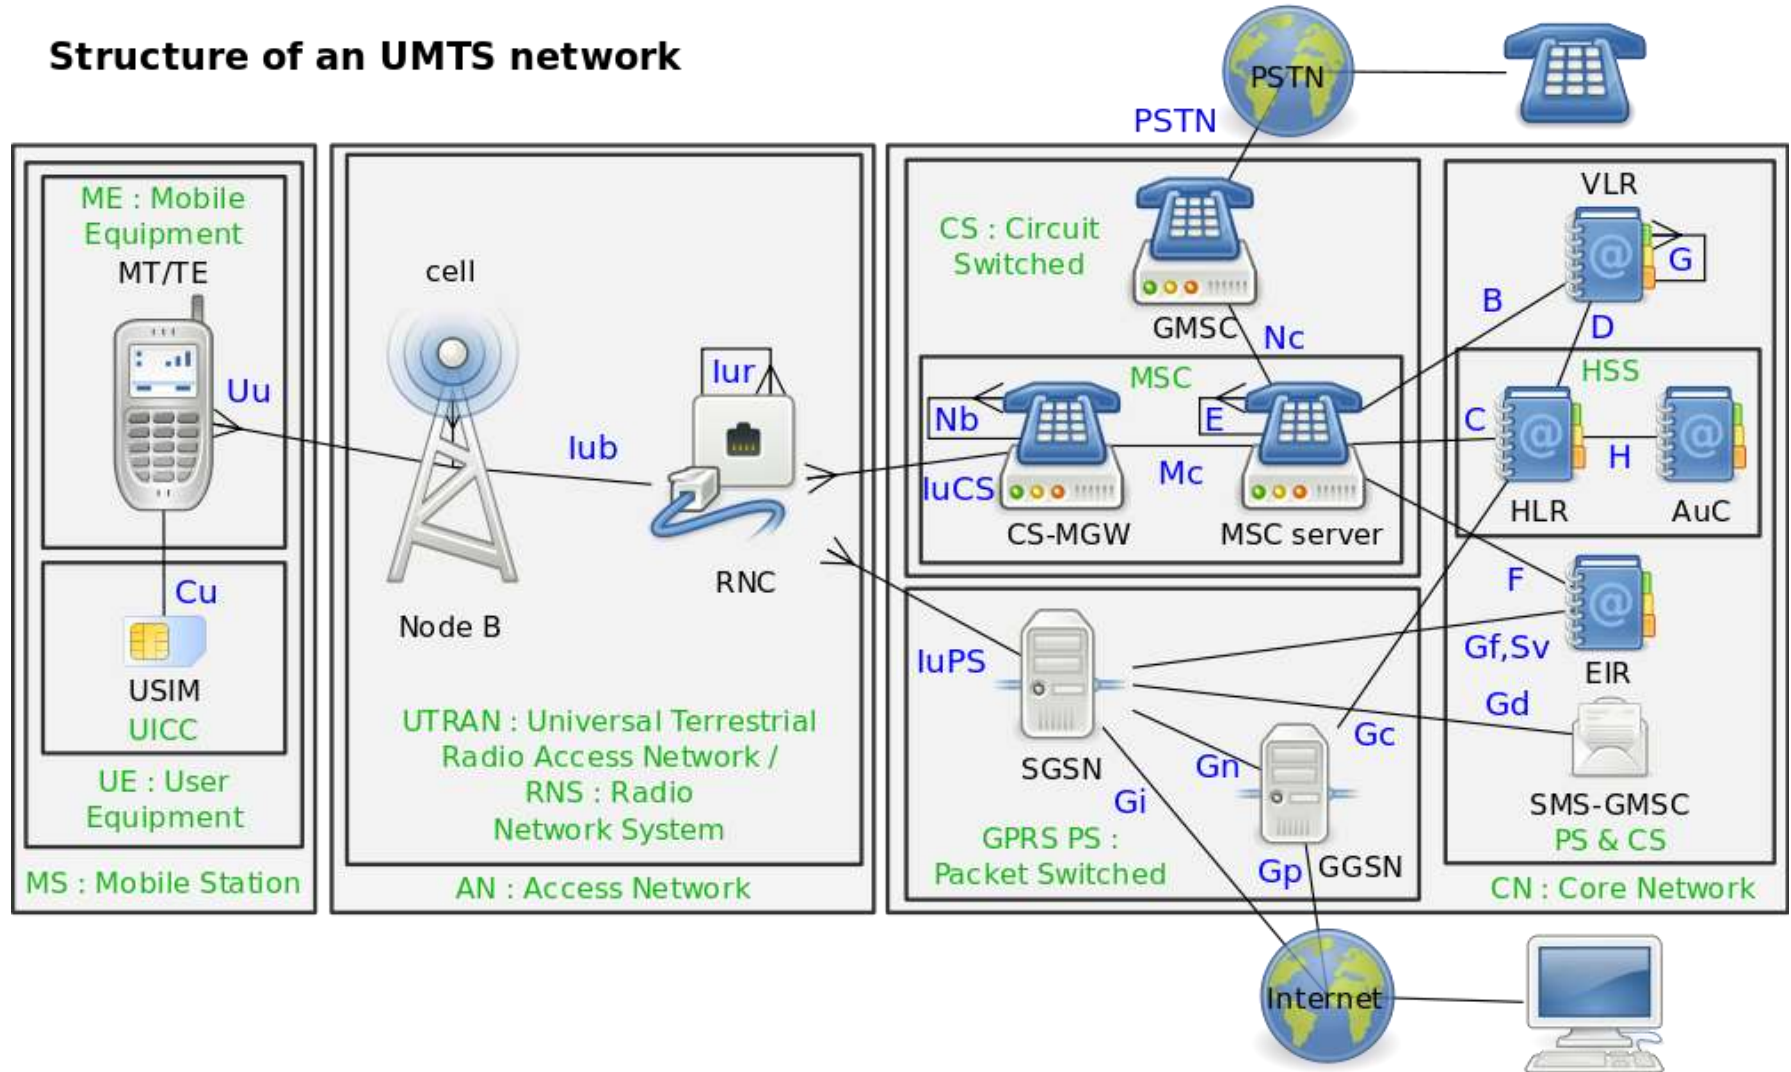 Structure of an UMTS network
PSTN
PSTN
ME : Mobile
Equipment
MT/TE
Uu
Cu
USIM
UICC
UE : User
Equipment
MS : Mobile Station
cell
Iub
Iur
Node B
RNC
UTRAN : Universal Terrestrial
Radio Access Network /
RNS : Radio
Network System
AN : Access Network
CS : Circuit
Switched
GMSC
Nc
MSC
Nb
E
IuCS
Mc
CS-MGW
MSC server
IuPS
SGSN
Gn
Gi
GPRS PS :
Packet Switched
Gp
GGSN
Gc
VLR
G
B
D
HSS
C
H
HLR
AuC
F
Gf,Sv
EIR
Gd
SMS-GMSC
PS & CS
CN : Core Network
Internet